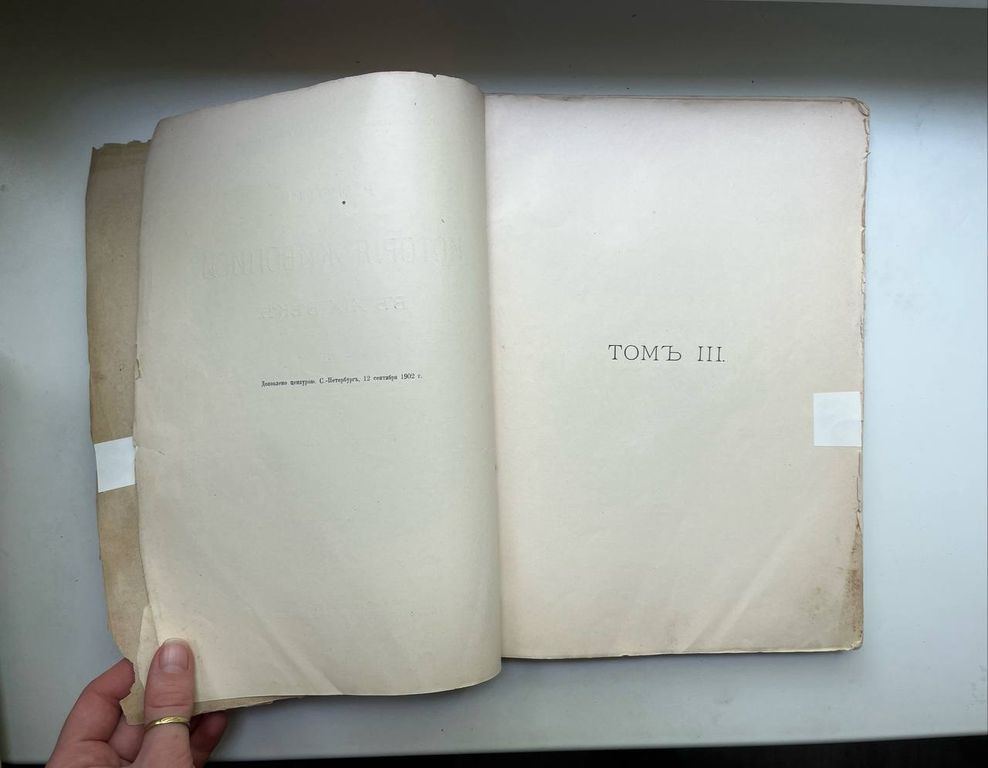 Дозволено цензурою. С.-Петербургъ, 12 сентября 1902 г.
ТОМЪ III.